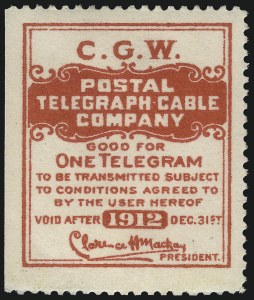 C.G.W.
POSTAL
TELEGRAPH-CABLE
COMPANY
GOOD FOR
ONE TELEGRAM
TO BE TRANSMITTED SUBJECT
TO CONDITIONS AGREED TO
BY THE USER HEREOF
VOID AFTER 1912 DEC. 31ST.
Clarence H Mackay
PRESIDENT.